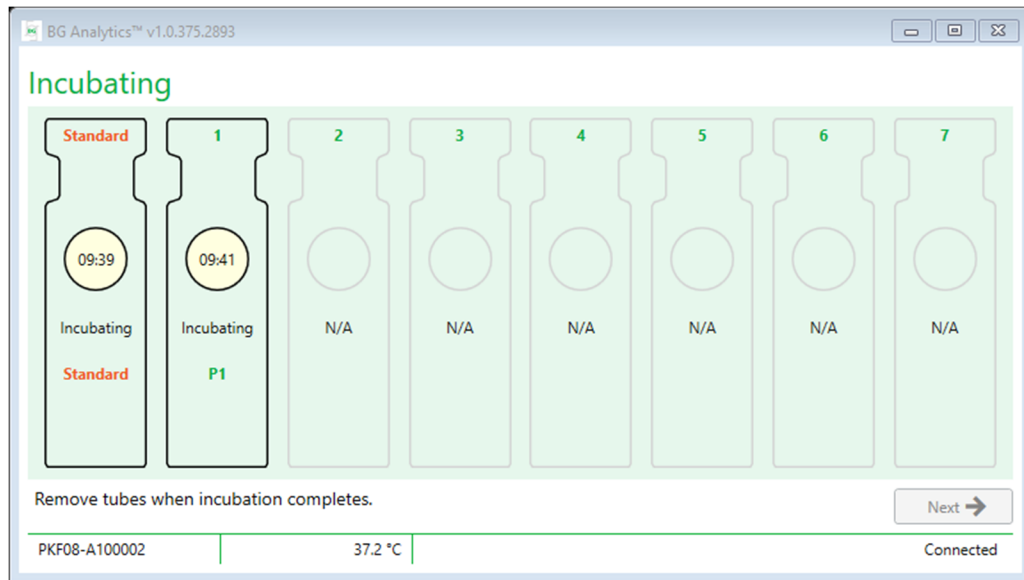 BG Analytics™ v1.0.375.2893
Incubating
Standard 1 2 3 4 5 6 7
09:39 09:41
Incubating Incubating N/A N/A N/A N/A N/A N/A
Standard P1
Remove tubes when incubation completes.
Next
PKF08-A100002 37.2 °C Connected